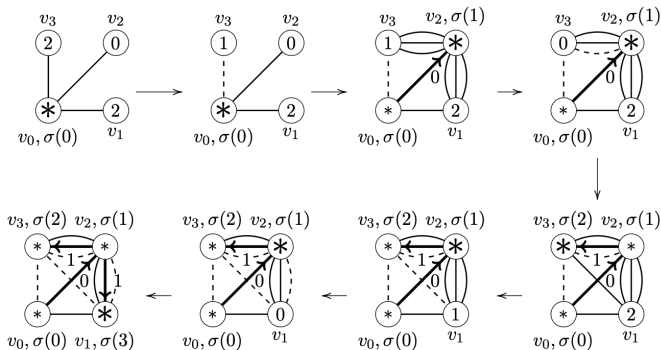 v₃ v₂ v₃ v₂ v₃ v₂, σ(1) v₃ v₂, σ(1)
2 0 1 0 1 * 0 *
0 0
* 2 * 2 * 2 * 2
v₀, σ(0) v₁ v₀, σ(0) v₁ v₀, σ(0) v₁ v₀, σ(0) v₁
v₃, σ(2) v₂, σ(1) v₃, σ(2) v₂, σ(1) v₃, σ(2) v₂, σ(1) v₃, σ(2) v₂, σ(1)
* * * * * * * *
1 1 1 1
0 1 0 0 0
* * * 0 * 1 * 2
v₀, σ(0) v₁, σ(3) v₀, σ(0) v₁ v₀, σ(0) v₁ v₀, σ(0) v₁